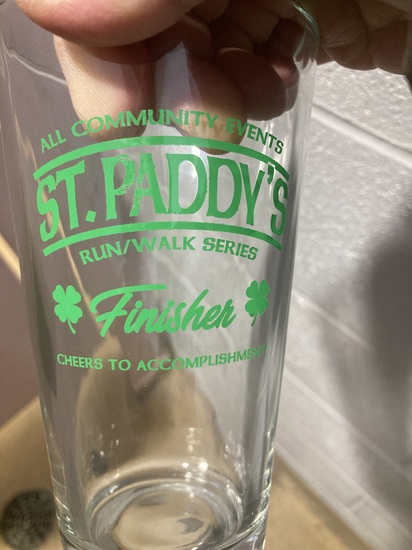 ALL COMMUNITY EVENTS
ST. PADDY'S
RUN/WALK SERIES
Finisher
CHEERS TO ACCOMPLISHMENT